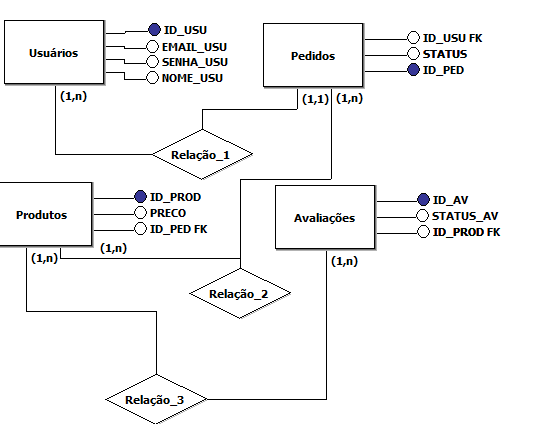 Usuários
ID_USU
EMAIL_USU
SENHA_USU
NOME_USU
(1,n)
Pedidos
ID_USU FK
STATUS
ID_PED
(1,1)
(1,n)
Relação_1
Produtos
ID_PROD
PRECO
ID_PED FK
(1,n)
(1,n)
Avaliações
ID_AV
STATUS_AV
ID_PROD FK
(1,n)
Relação_2
Relação_3